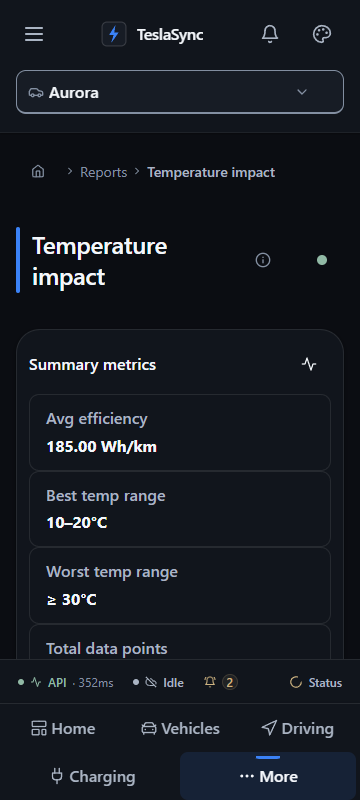 TeslaSync
Aurora
Reports
Temperature impact
Temperature
impact
Summary metrics
Avg efficiency
185.00 Wh/km
Best temp range
10–20°C
Worst temp range
≥ 30°C
Total data points
API · 352ms
Idle
2
Status
Home
Vehicles
Driving
Charging
More